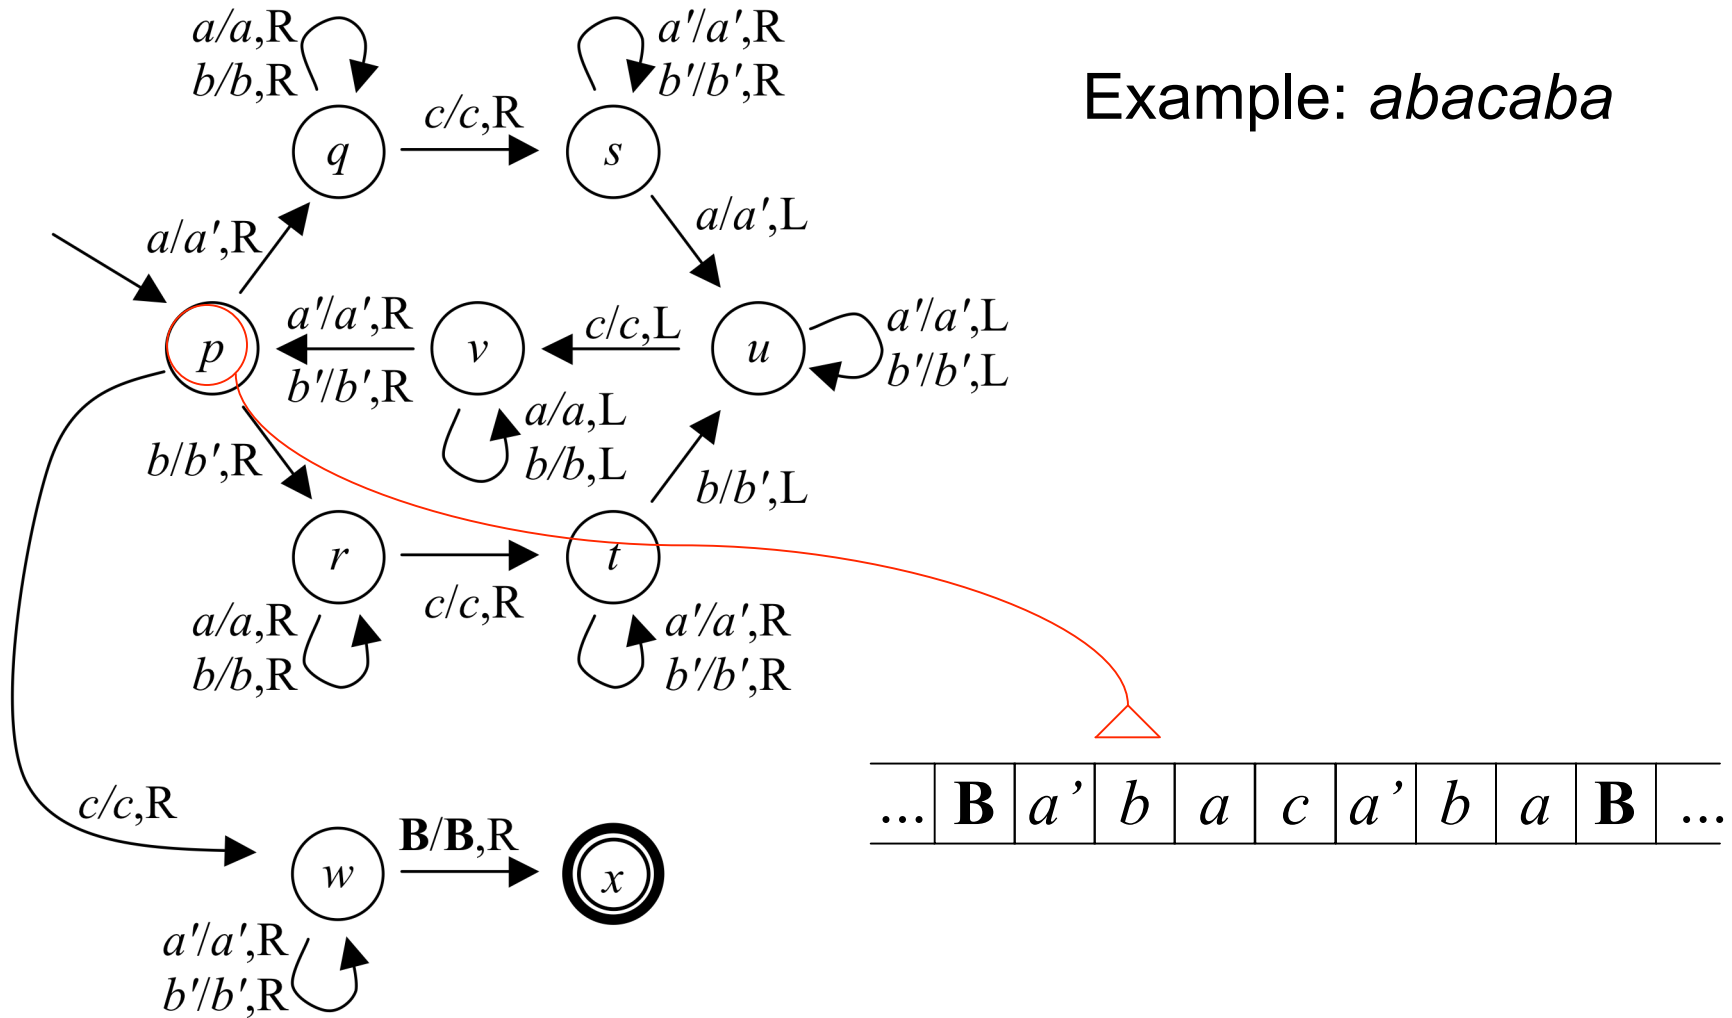 Example: abacaba
a/a,R
b/b,R
a'/a',R
b'/b',R
c/c,R
q
s
a/a',R
a/a',L
p
a'/a',R
b'/b',R
v
c/c,L
u
a'/a',L
b'/b',L
a/a,L
b/b,L
b/b',R
b/b',L
r
c/c,R
t
a/a,R
b/b,R
a'/a',R
b'/b',R
... B a’ b a c a’ b a B ...
c/c,R
w
B/B,R
x
a'/a',R
b'/b',R